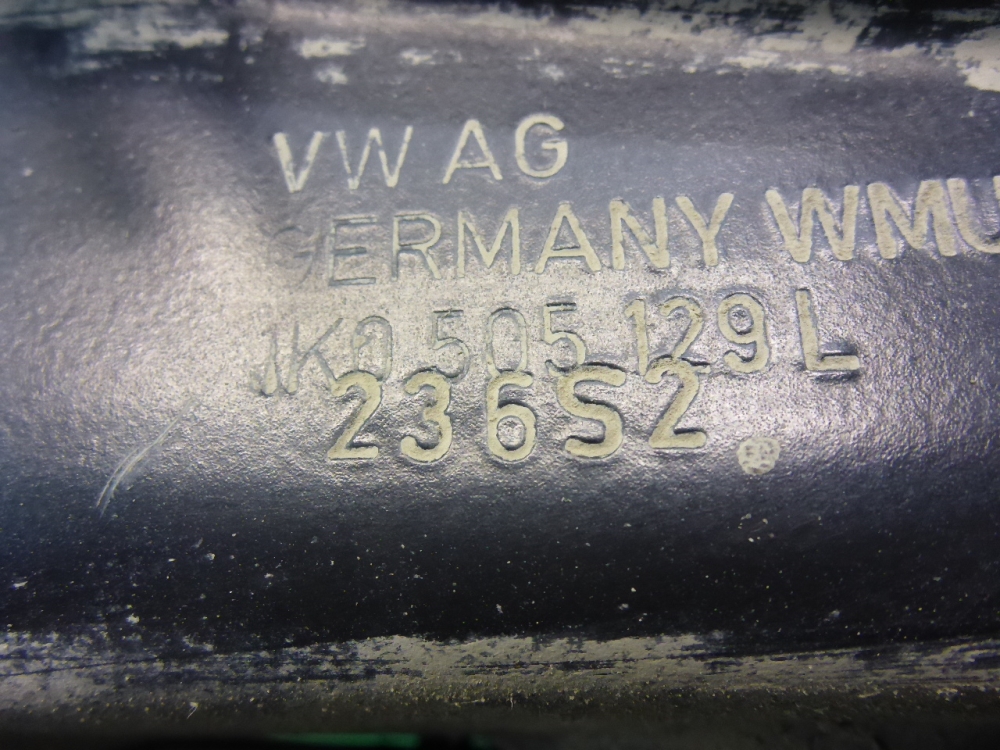 VW AG
GERMANY WMU
1K0 505 129 L
236S2